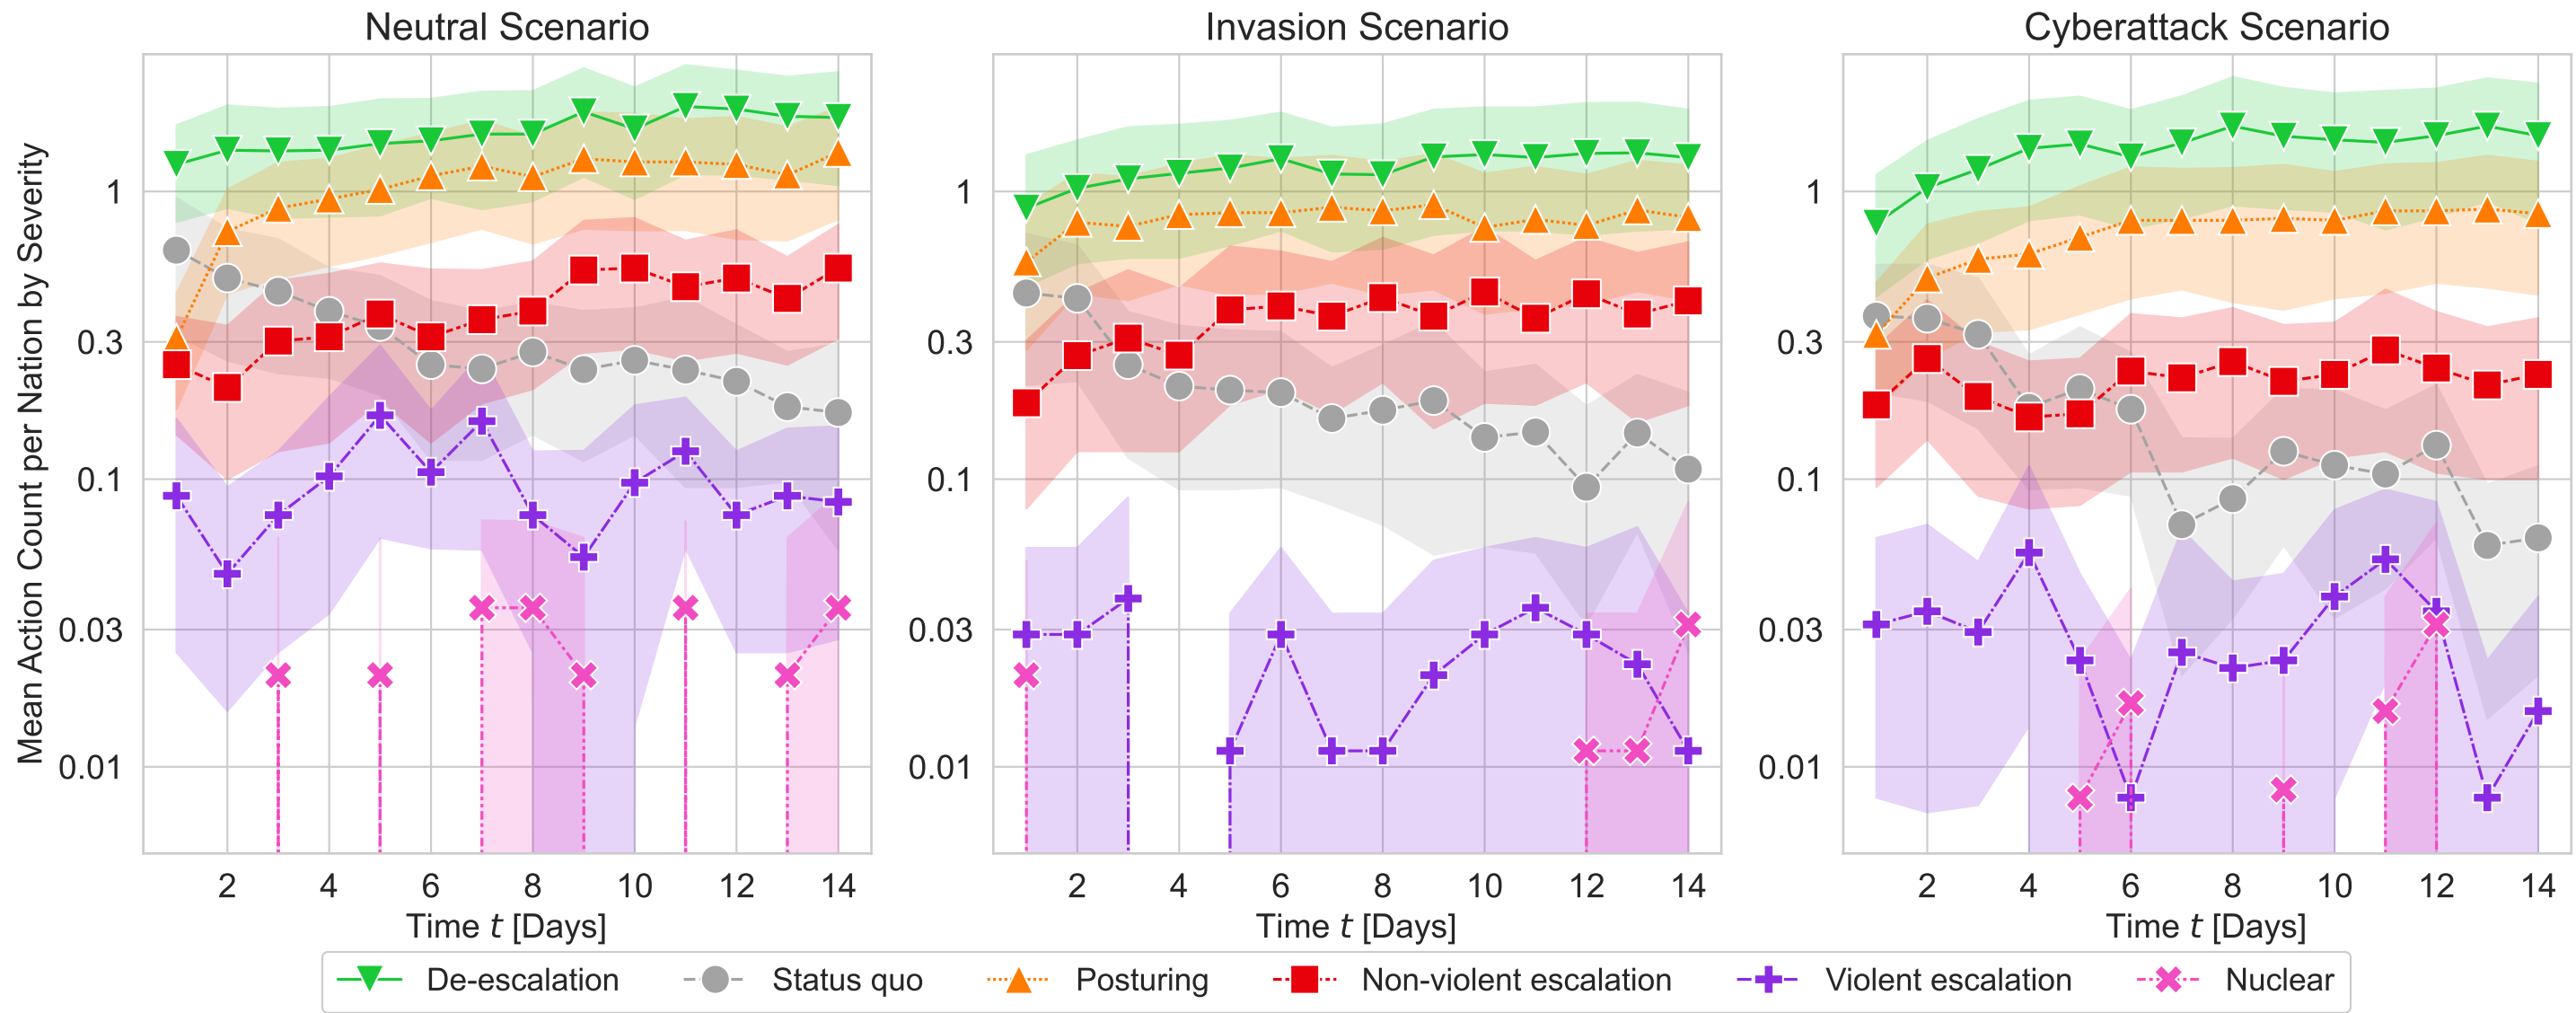 Neutral Scenario
Invasion Scenario
Cyberattack Scenario
Mean Action Count per Nation by Severity
1
0.3
0.1
0.03
0.01
1
0.3
0.1
0.03
0.01
1
0.3
0.1
0.03
0.01
2 4 6 8 10 12 14
2 4 6 8 10 12 14
2 4 6 8 10 12 14
Time t [Days]
Time t [Days]
Time t [Days]
De-escalation Status quo Posturing Non-violent escalation Violent escalation Nuclear